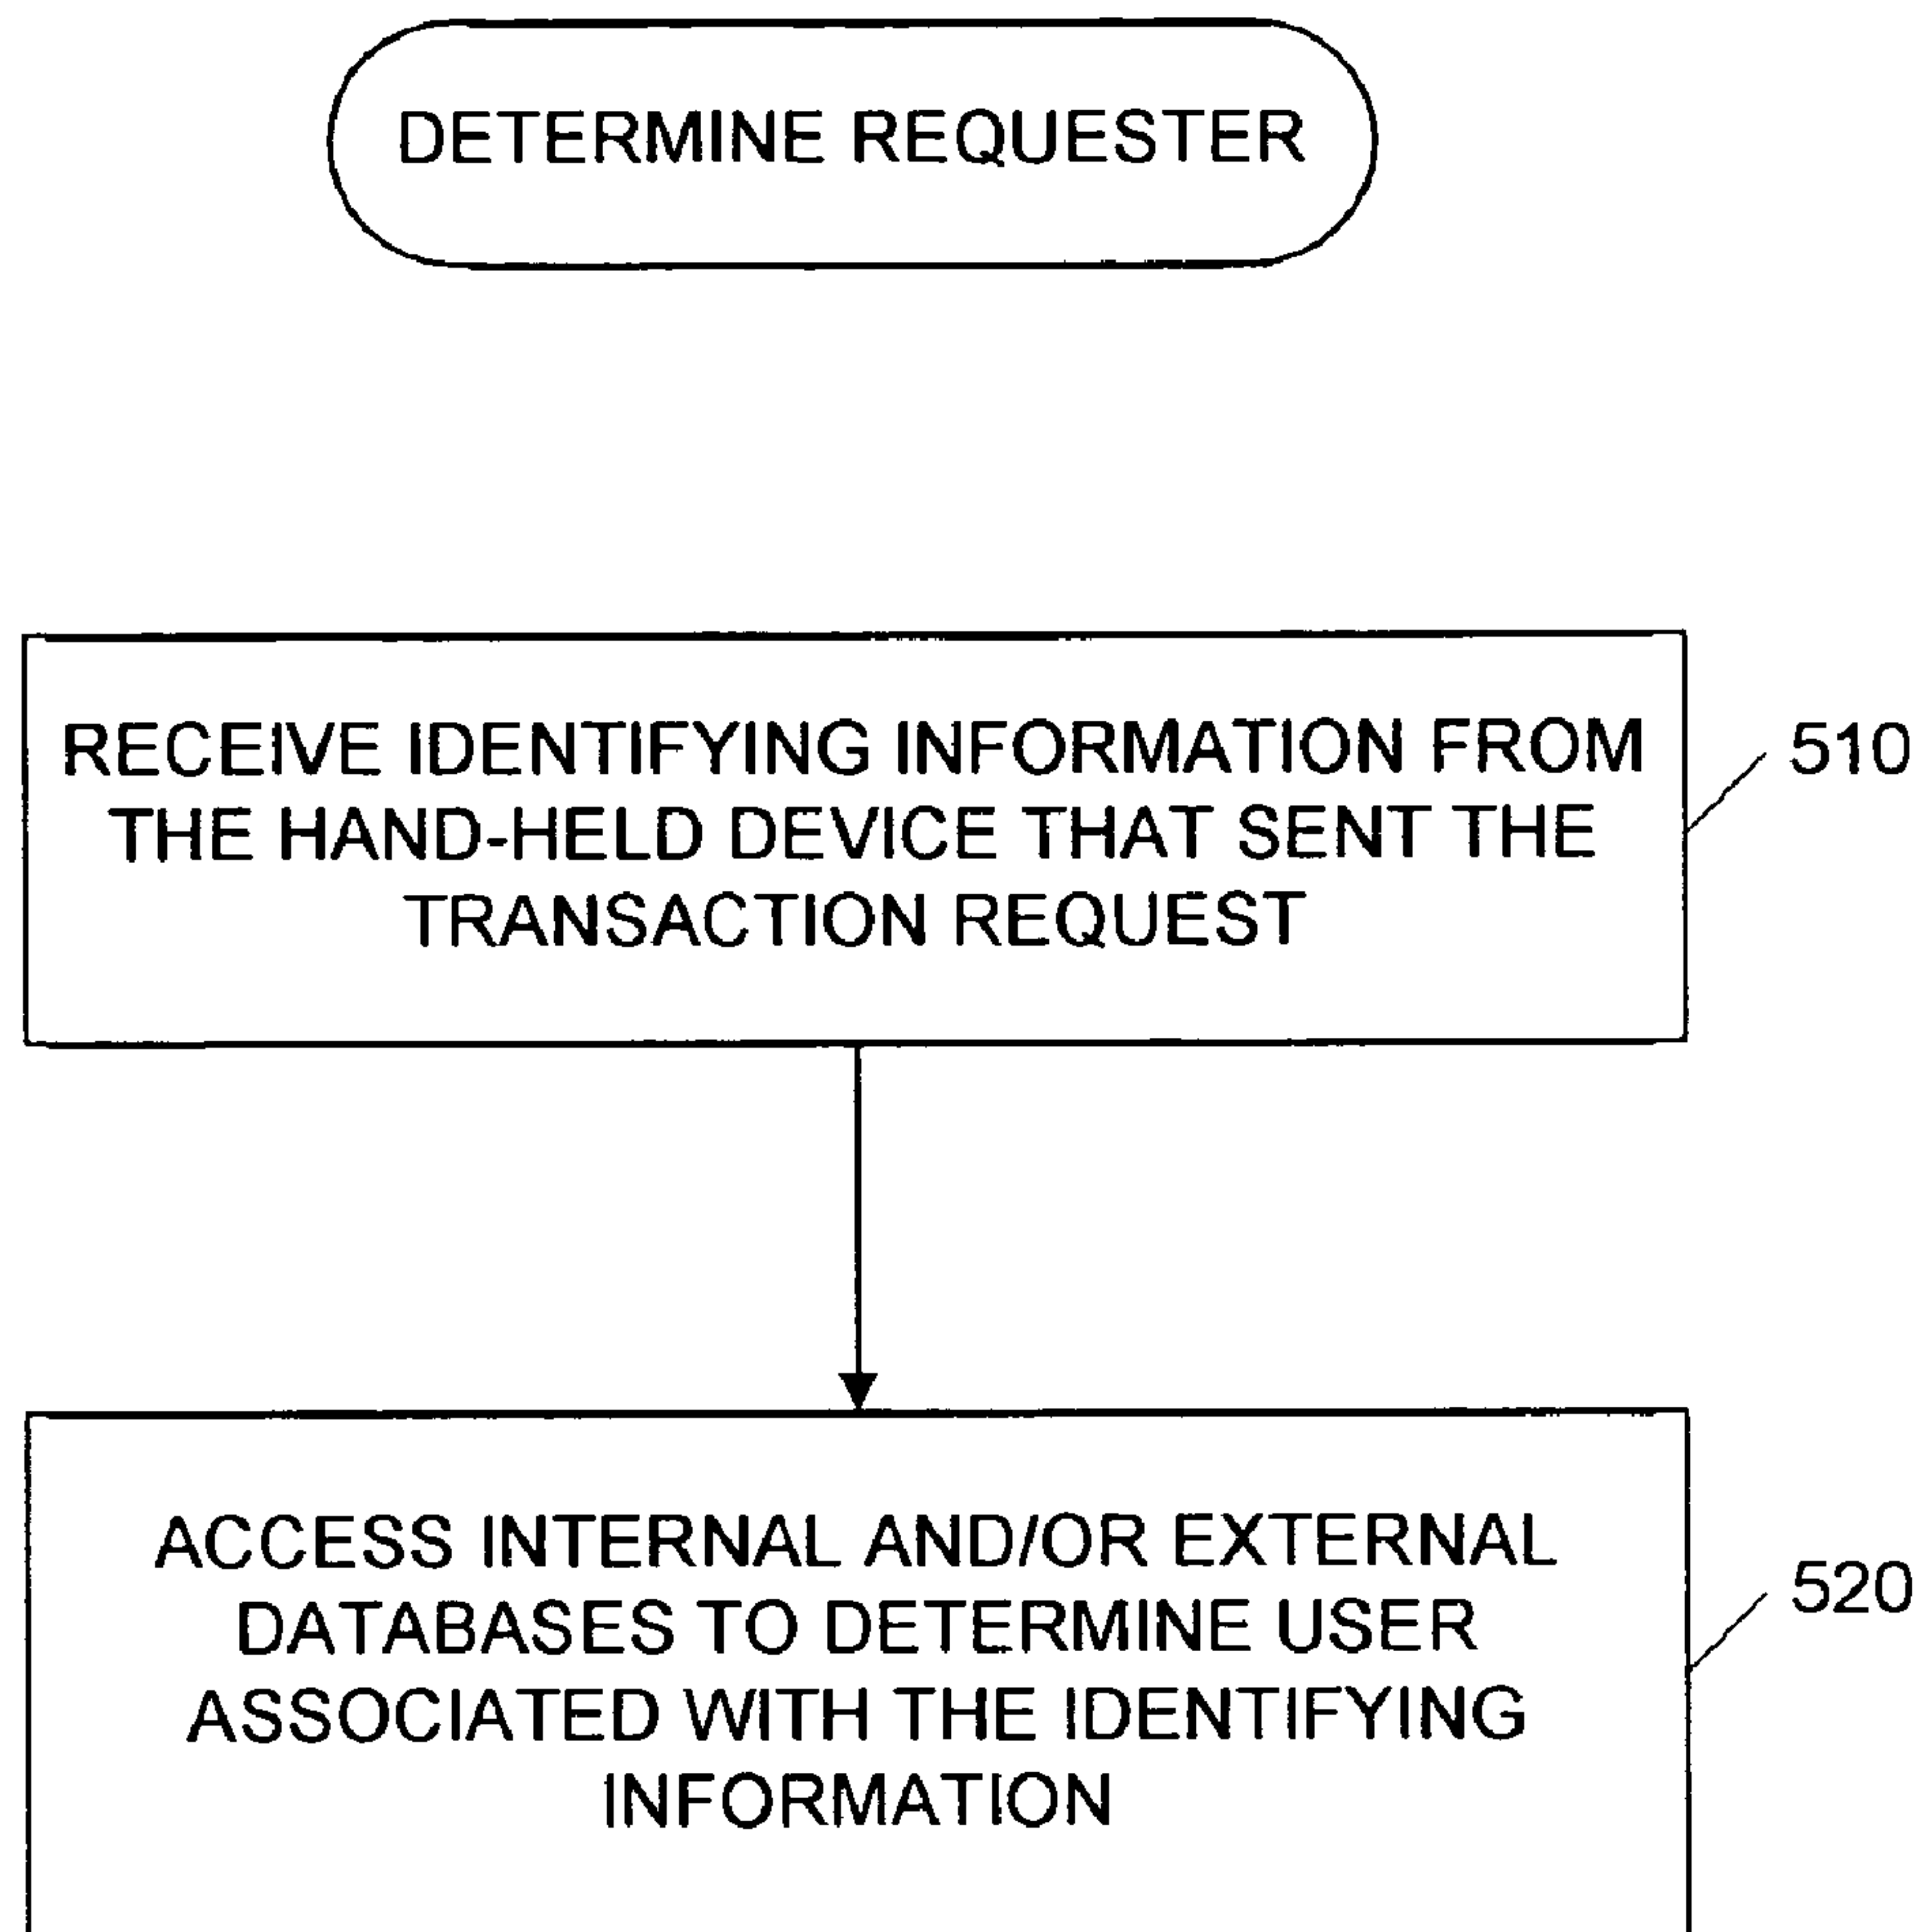 DETERMINE REQUESTER
RECEIVE IDENTIFYING INFORMATION FROM
THE HAND-HELD DEVICE THAT SENT THE
TRANSACTION REQUEST
510
ACCESS INTERNAL AND/OR EXTERNAL
DATABASES TO DETERMINE USER
ASSOCIATED WITH THE IDENTIFYING
INFORMATION
520